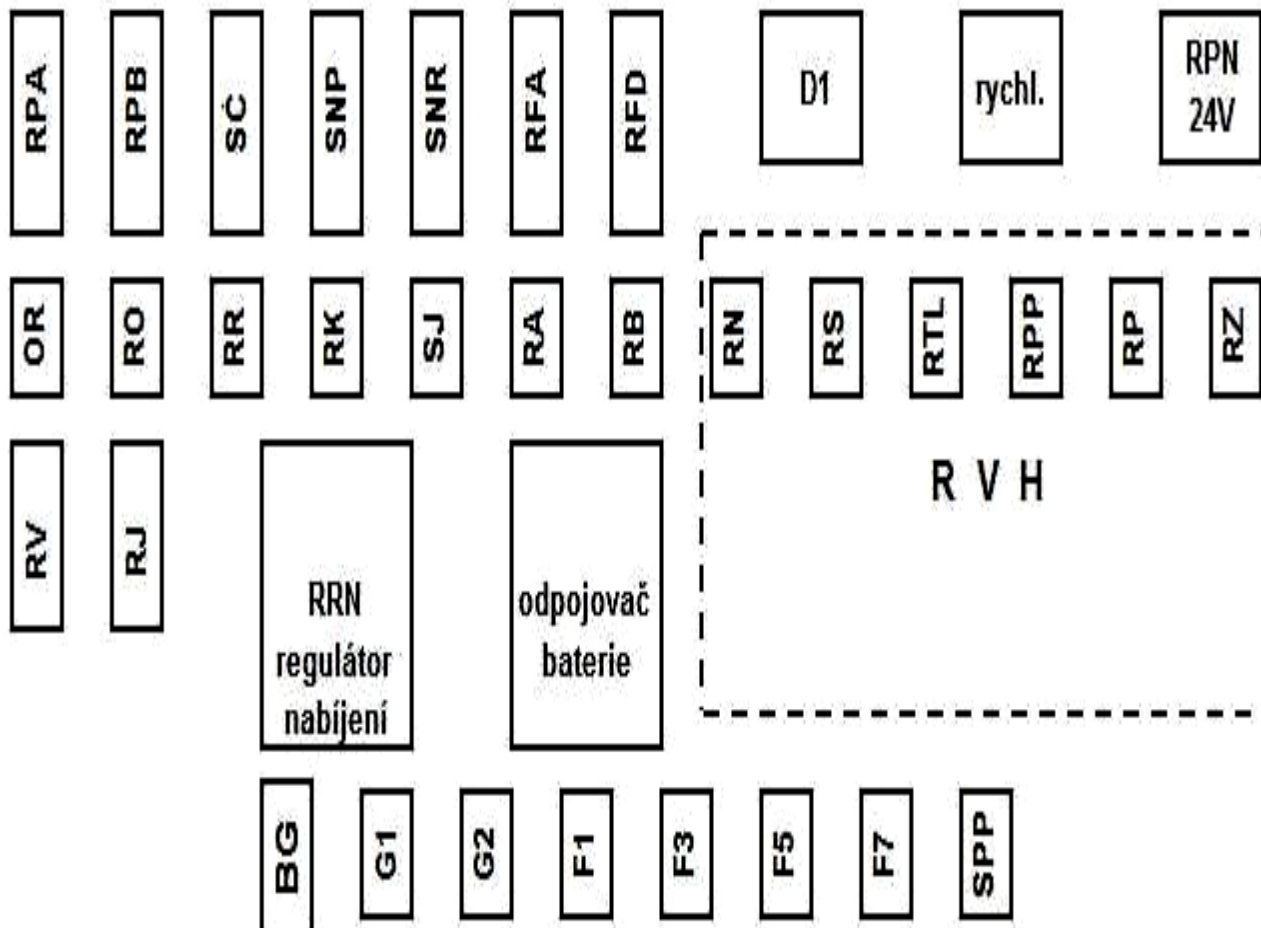 RPA
RPB
SČ
SNP
SNR
RFA
RFD
D1
rychl.
RPN
24V
OR
RO
RR
RK
SJ
RA
RB
RN
RS
RTL
RPP
RP
RZ
R V H
RV
RJ
RRN
regulátor
nabíjení
odpojovač
baterie
BG
G1
G2
F1
F3
F5
F7
SPP